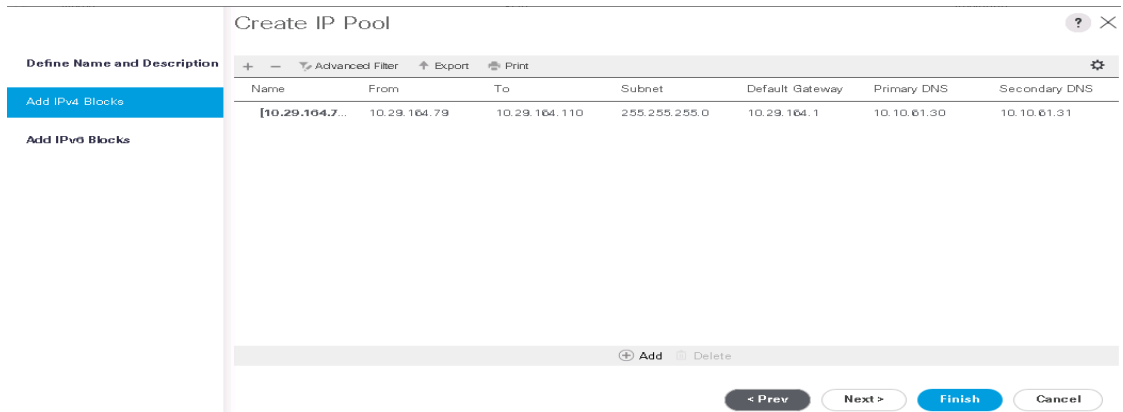 Create IP Pool
?
Define Name and Description
Add IPv4 Blocks
Add IPv6 Blocks
+ − Advanced Filter Export Print
Name From To Subnet Default Gateway Primary DNS Secondary DNS
[10.29.164.7... 10.29.164.79 10.29.164.110 255.255.255.0 10.29.164.1 10.10.61.30 10.10.61.31
Add Delete
< Prev Next > Finish Cancel